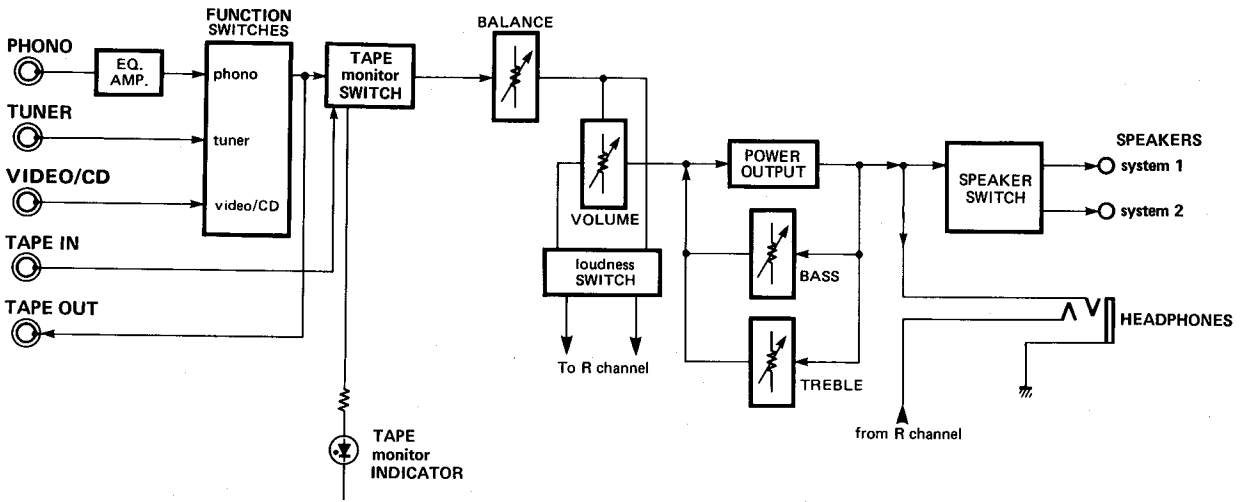 FUNCTION
SWITCHES
PHONO
EQ.
AMP.
phono
TUNER
tuner
VIDEO/CD
video/CD
TAPE IN
TAPE OUT
TAPE
monitor
SWITCH
TAPE
monitor
INDICATOR
BALANCE
VOLUME
loudness
SWITCH
To R channel
POWER
OUTPUT
BASS
TREBLE
SPEAKER
SWITCH
SPEAKERS
system 1
system 2
HEADPHONES
from R channel